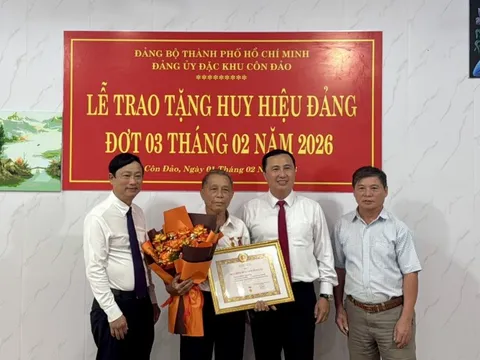 ĐẢNG BỘ THÀNH PHỐ HỒ CHÍ MINH
ĐẢNG ỦY ĐẶC KHU CÔN ĐẢO
*********
LỄ TRAO TẶNG HUY HIỆU ĐẢNG
ĐỢT 03 THÁNG 02 NĂM 2026
Côn Đảo, Ngày 01 Tháng 02